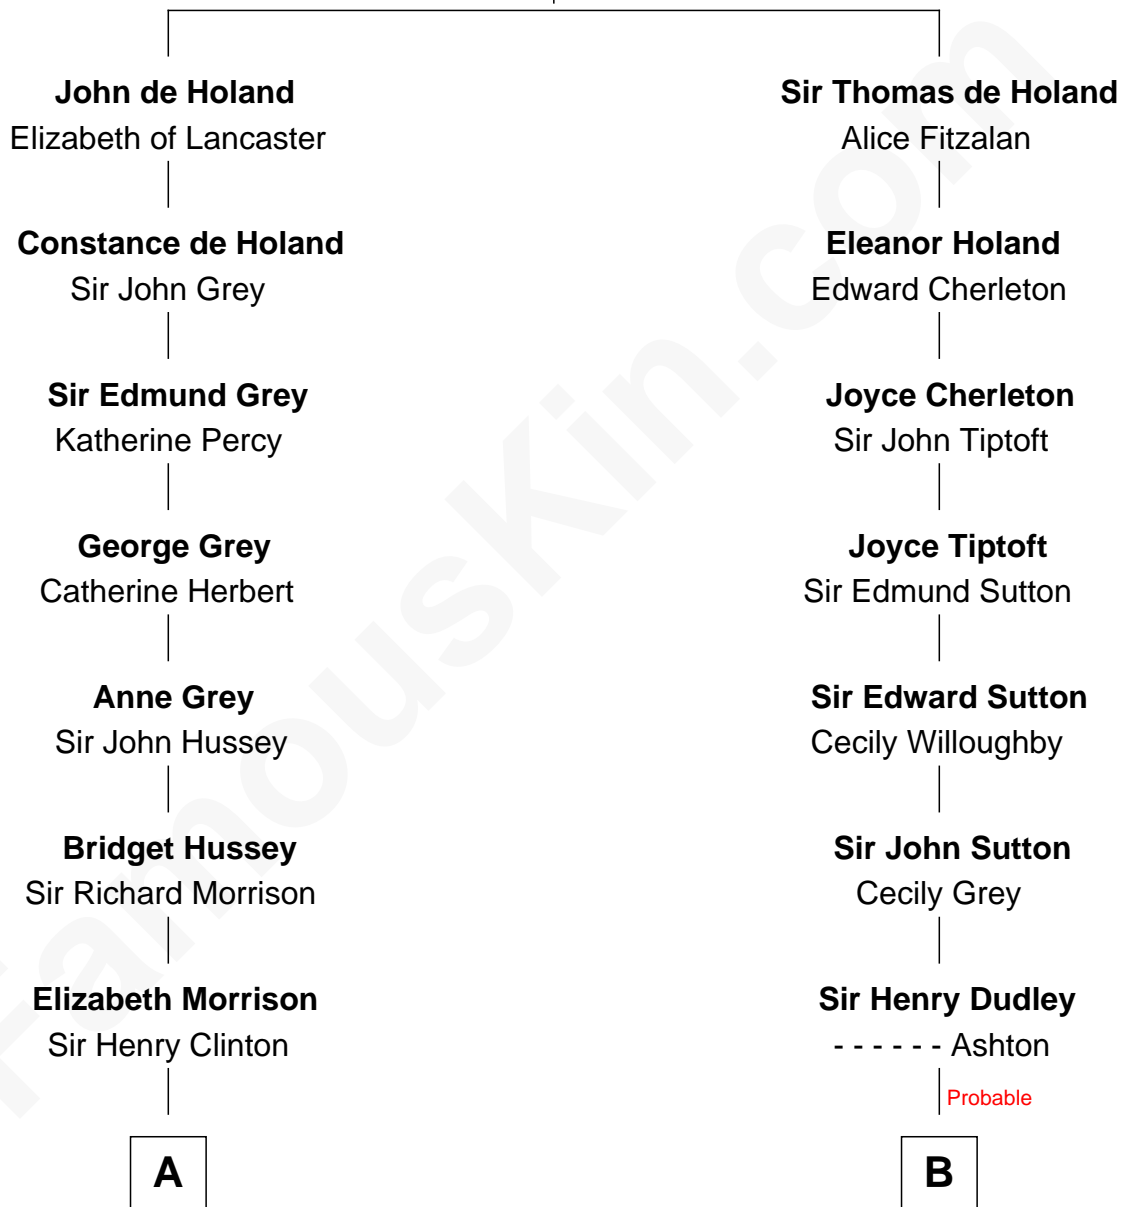 John de Holand
Elizabeth of Lancaster
Constance de Holand
Sir John Grey
Sir Edmund Grey
Katherine Percy
George Grey
Catherine Herbert
Anne Grey
Sir John Hussey
Bridget Hussey
Sir Richard Morrison
Elizabeth Morrison
Sir Henry Clinton
A
Sir Thomas de Holand
Alice Fitzalan
Eleanor Holand
Edward Cherleton
Joyce Cherleton
Sir John Tiptoft
Joyce Tiptoft
Sir Edmund Sutton
Sir Edward Sutton
Cecily Willoughby
Sir John Sutton
Cecily Grey
Sir Henry Dudley
- - - - - - Ashton
Probable
B
FamousKin.com